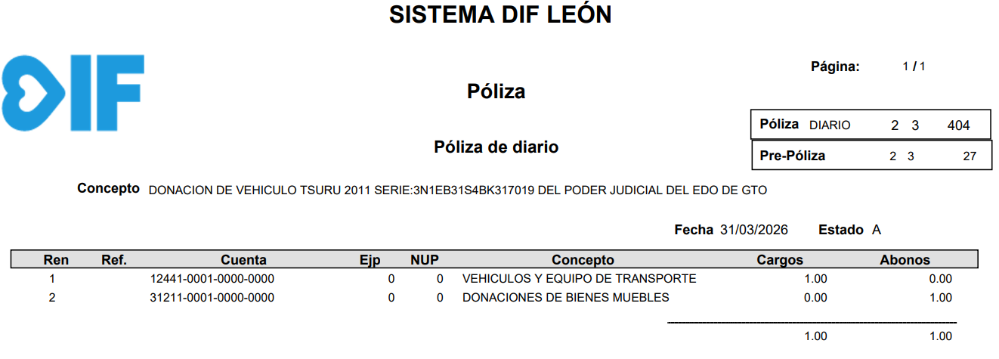 SISTEMA DIF LEÓN
DIF
Página: 1 / 1
Póliza
Póliza DIARIO 2 3 404
Póliza de diario
Pre-Póliza 2 3 27
Concepto DONACION DE VEHICULO TSURU 2011 SERIE:3N1EB31S4BK317019 DEL PODER JUDICIAL DEL EDO DE GTO
Fecha 31/03/2026 Estado A
Ren Ref. Cuenta Ejp NUP Concepto Cargos Abonos
1 12441-0001-0000-0000 0 0 VEHICULOS Y EQUIPO DE TRANSPORTE 1.00 0.00
2 31211-0001-0000-0000 0 0 DONACIONES DE BIENES MUEBLES 0.00 1.00
1.00 1.00